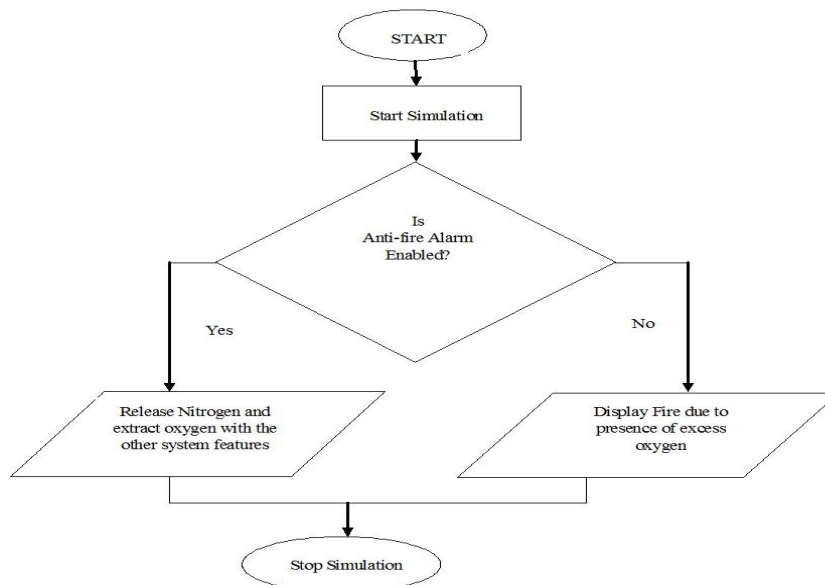 START
Start Simulation
Is
Anti-fire Alarm
Enabled?
Yes
No
Release Nitrogen and
extract oxygen with the
other system features
Display Fire due to
presence of excess
oxygen
Stop Simulation